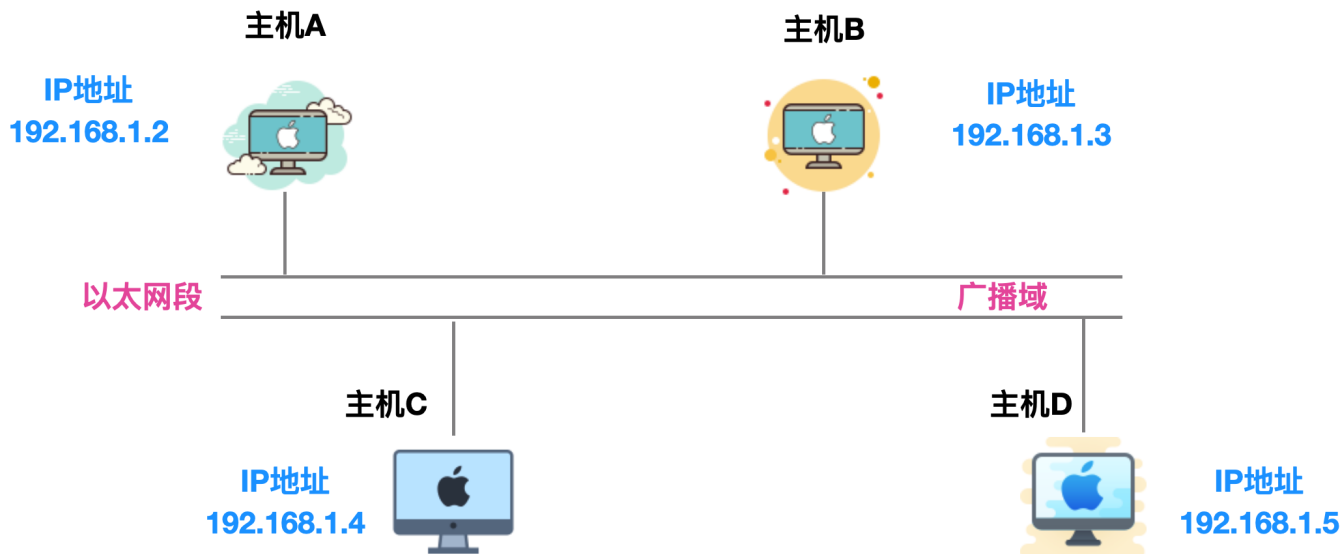 主机A
主机B
IP地址
192.168.1.2
IP地址
192.168.1.3
以太网段
广播域
主机C
主机D
IP地址
192.168.1.4
IP地址
192.168.1.5